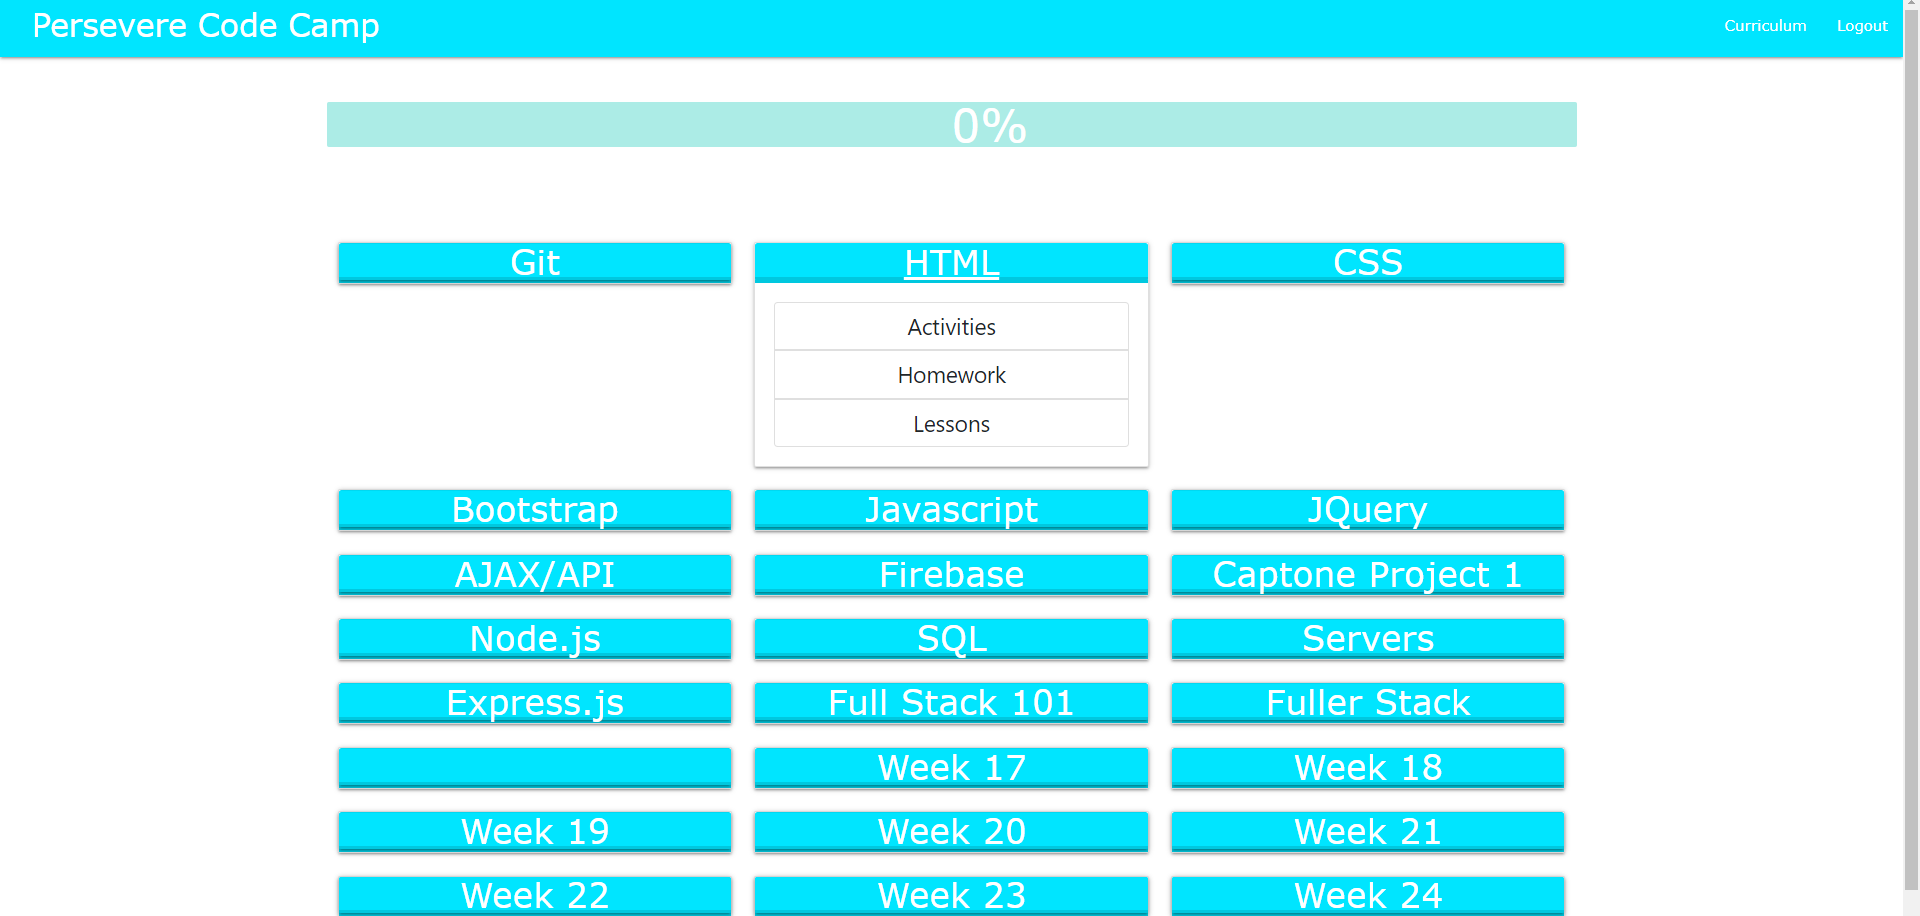 Persevere Code Camp
Curriculum
Logout
0%
Git
HTML
CSS
Activities
Homework
Lessons
Bootstrap
Javascript
JQuery
AJAX/API
Firebase
Captone Project 1
Node.js
SQL
Servers
Express.js
Full Stack 101
Fuller Stack
Week 17
Week 18
Week 19
Week 20
Week 21
Week 22
Week 23
Week 24